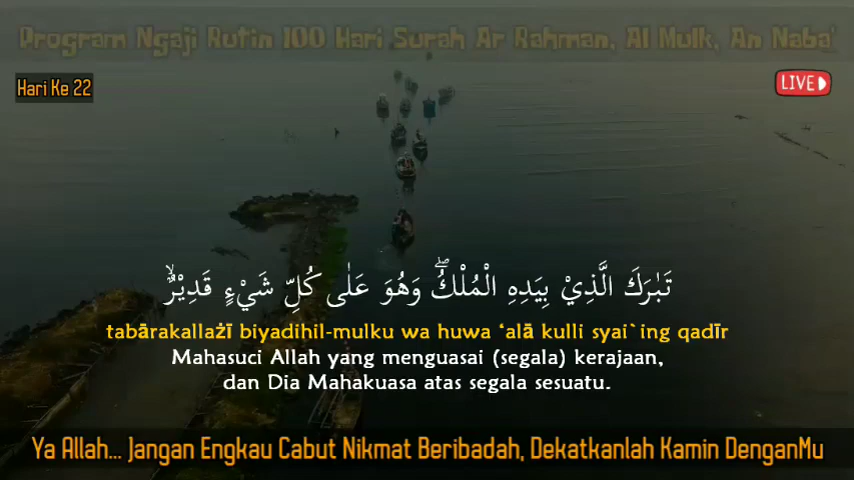 Program Ngaji Rutin 100 Hari Surah Ar Rahman, Al Mulk, An Naba'
Hari Ke 22
LIVE
تَبٰرَكَ الَّذِيْ بِيَدِهِ الْمُلْكُۖ وَهُوَ عَلٰى كُلِّ شَيْءٍ قَدِيْرٌۙ
tabārakallażī biyadihil-mulku wa huwa ‘alā kulli syai`ing qadīr
Mahasuci Allah yang menguasai (segala) kerajaan,
dan Dia Mahakuasa atas segala sesuatu.
Ya Allah... Jangan Engkau Cabut Nikmat Beribadah, Dekatkanlah Kamin DenganMu